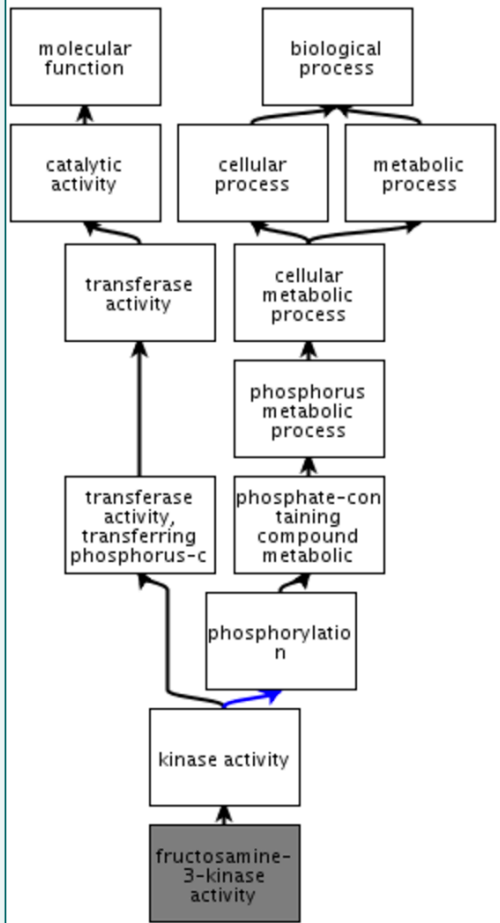 molecular
function
biological
process
catalytic
activity
cellular
process
metabolic
process
transferase
activity
cellular
metabolic
process
phosphorus
metabolic
process
transferase
activity,
transferring
phosphorus-c
phosphate-con
taining
compound
metabolic
phosphorylatio
n
kinase activity
fructosamine-
3-kinase
activity